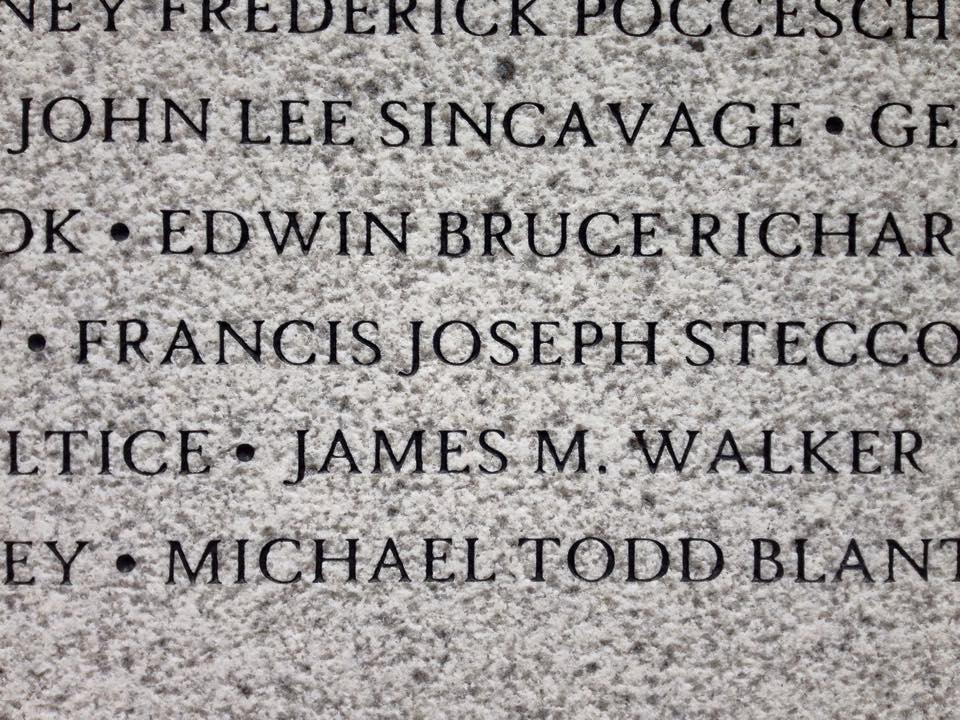 NEY FREDERICK POCCESCH
JOHN LEE SINCAVAGE • GE
OK • EDWIN BRUCE RICHAR
• FRANCIS JOSEPH STECCO
LTICE • JAMES M. WALKER
EY • MICHAEL TODD BLANT